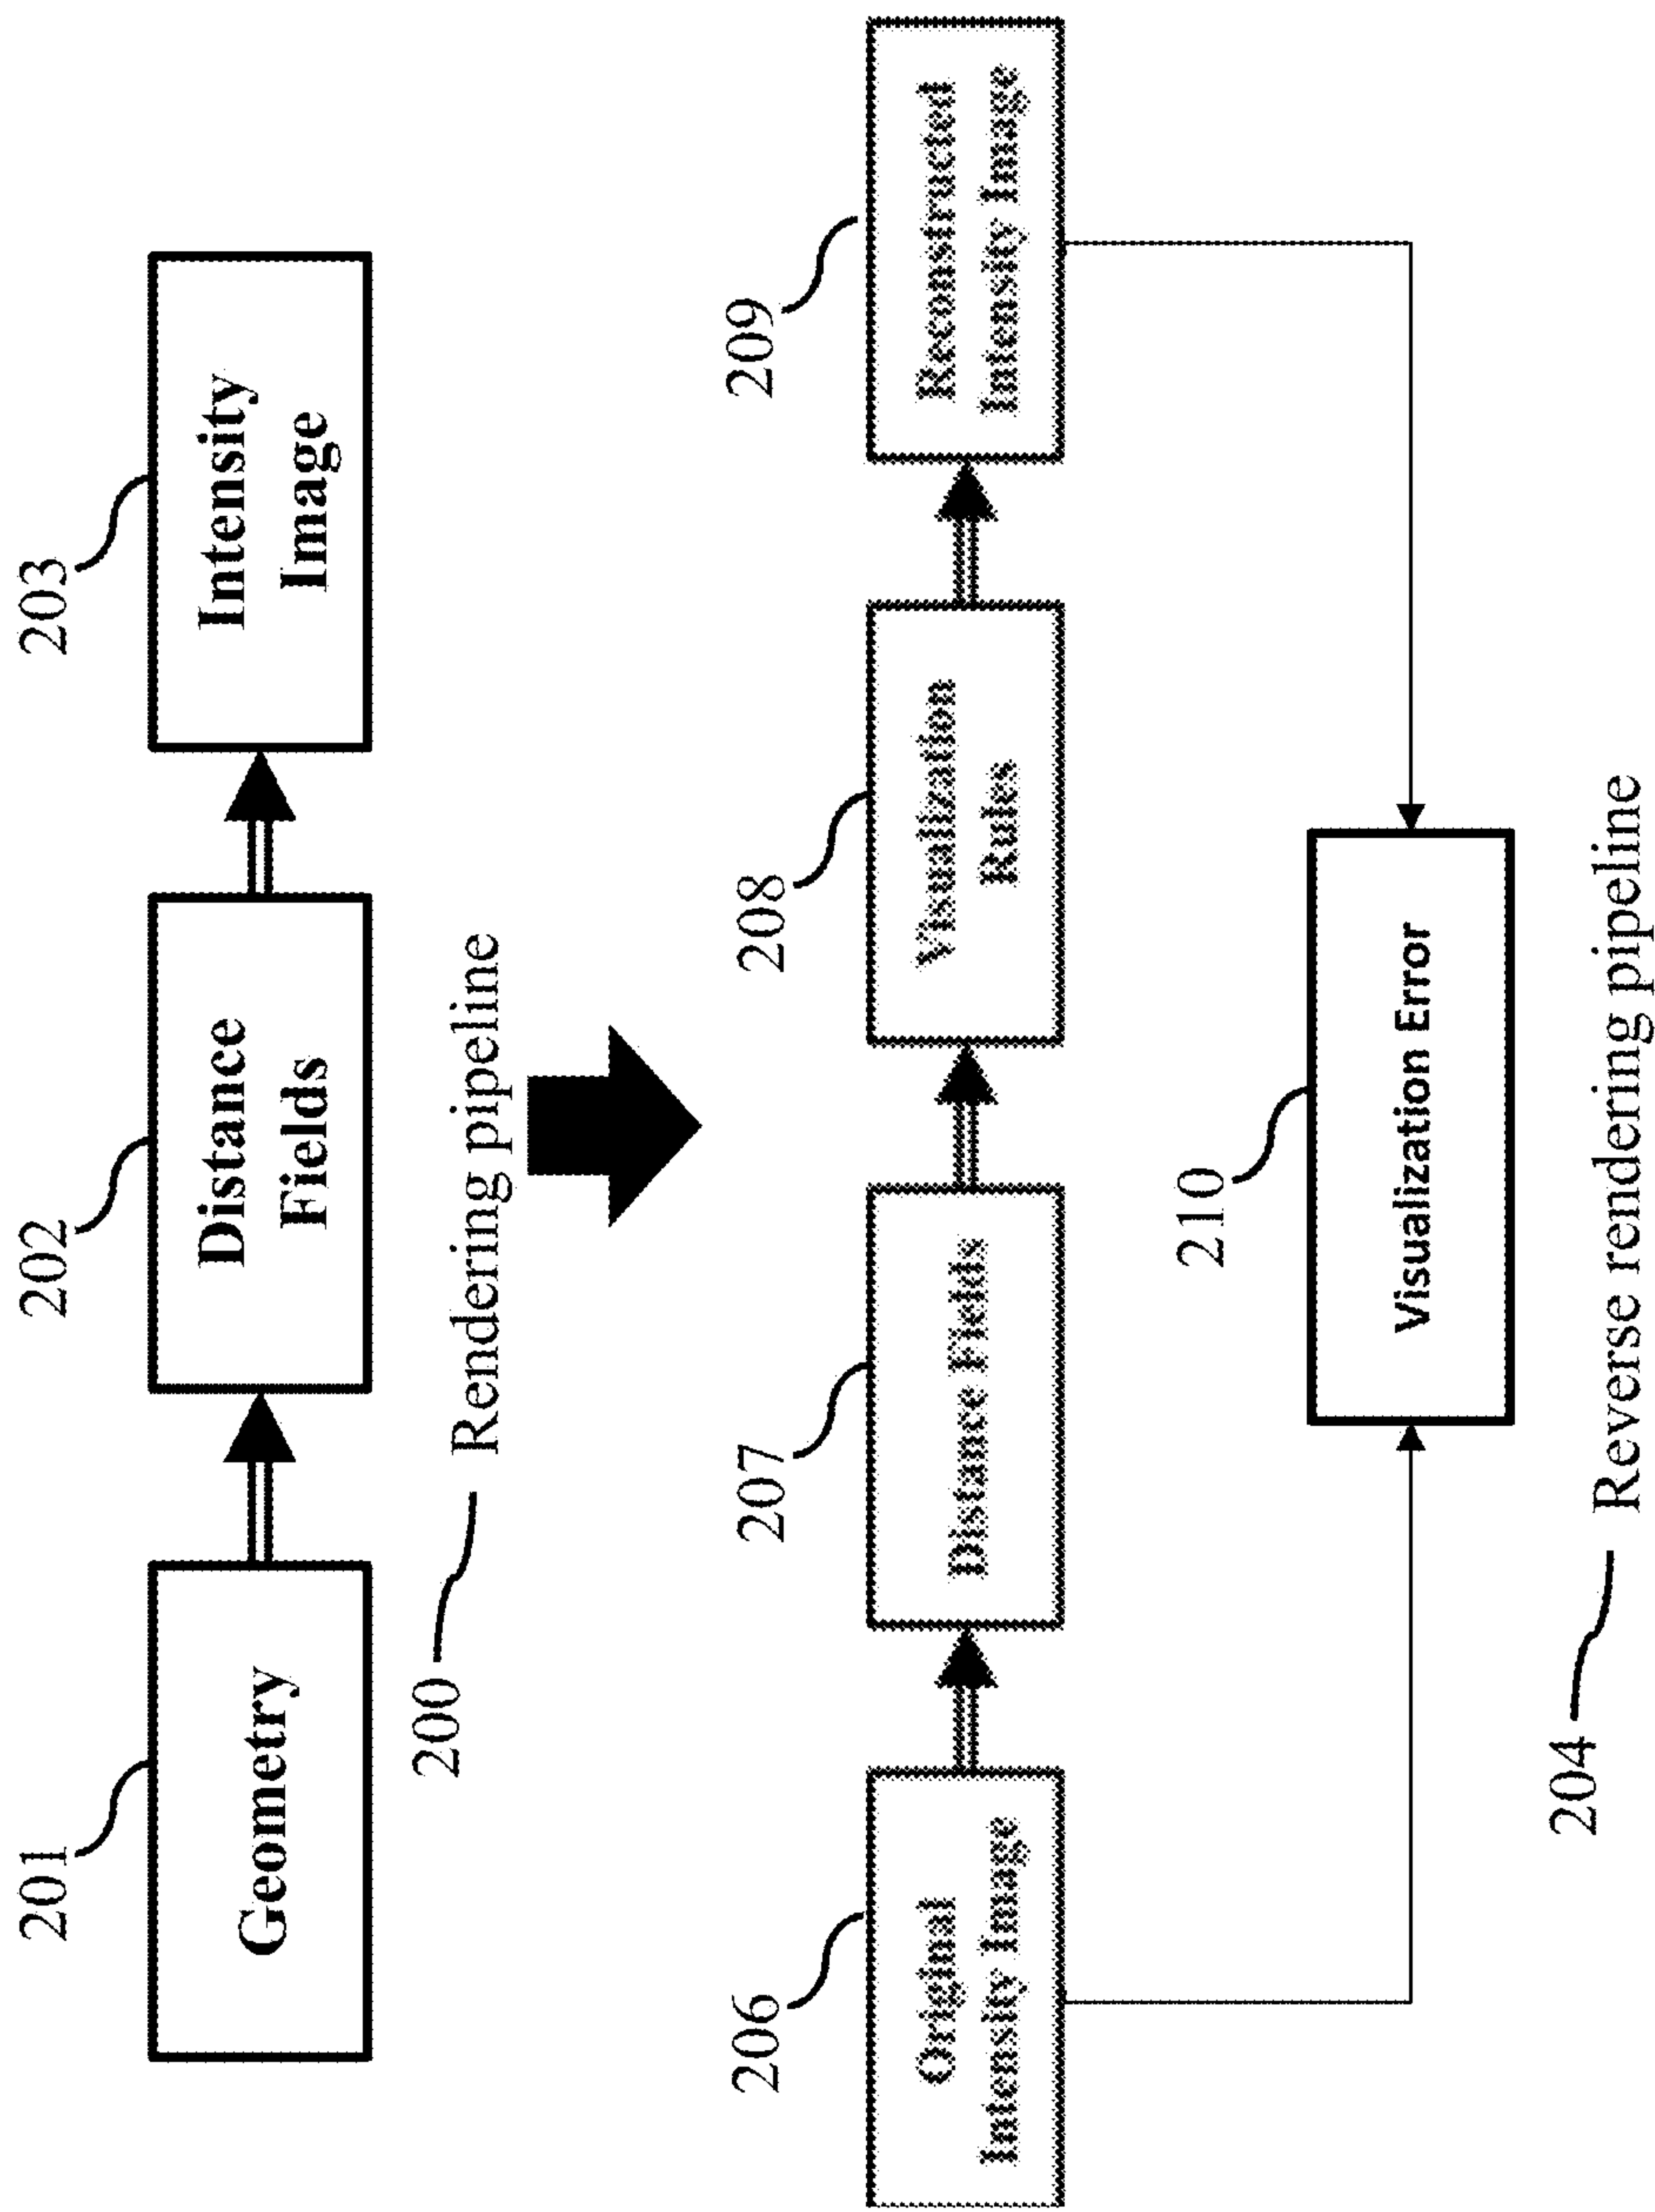 201
202
203
Geometry
Distance
Fields
Intensity
Image
200
Rendering pipeline
206
207
208
209
Original
Intensity Image
Distance Fields
Visualization
Rules
Reconstructed
Intensity Image
210
Visualization Error
204
Reverse rendering pipeline